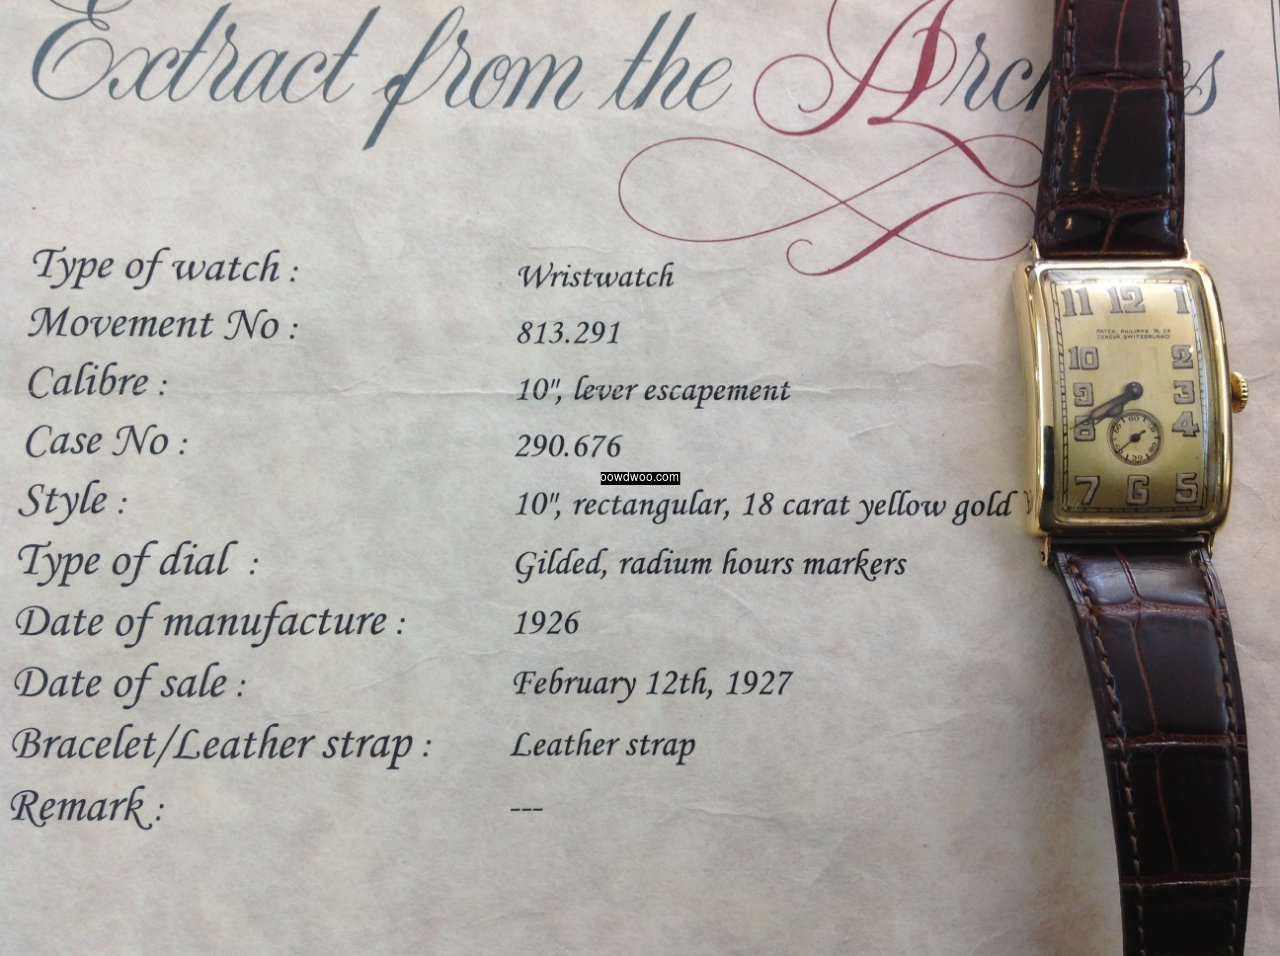 Extract from the Archives
Type of watch : Wristwatch
Movement No : 813.291
Calibre : 10", lever escapement
Case No : 290.676
oowdwoo.com
Style : 10", rectangular, 18 carat yellow gold
Type of dial : Gilded, radium hours markers
Date of manufacture : 1926
Date of sale : February 12th, 1927
Bracelet/Leather strap : Leather strap
Remark : ---
11 12 1
PATEK, PHILIPPE & Co
GENEVA, SWITZERLAND
10 2
9 3
8 4
60
30
7 6 5